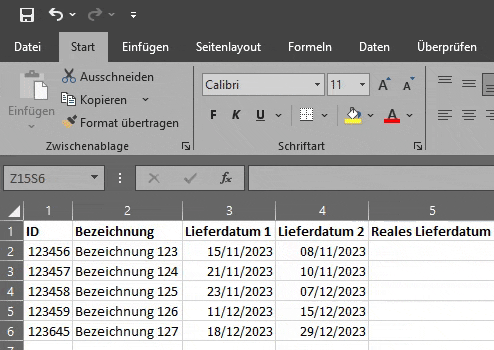 Datei Start Einfügen Seitenlayout Formeln Daten Überprüfen
Ausschneiden
Einfügen Kopieren
Format übertragen
Calibri 11
F K U A
Zwischenablage Schriftart
Z15S6 fx
1 2 3 4 5
1 ID Bezeichnung Lieferdatum 1 Lieferdatum 2 Reales Lieferdatum
2 123456 Bezeichnung 123 15/11/2023 08/11/2023
3 123457 Bezeichnung 124 21/11/2023 10/11/2023
4 123458 Bezeichnung 125 23/11/2023 07/12/2023
5 123459 Bezeichnung 126 11/12/2023 15/12/2023
6 123645 Bezeichnung 127 18/12/2023 29/12/2023